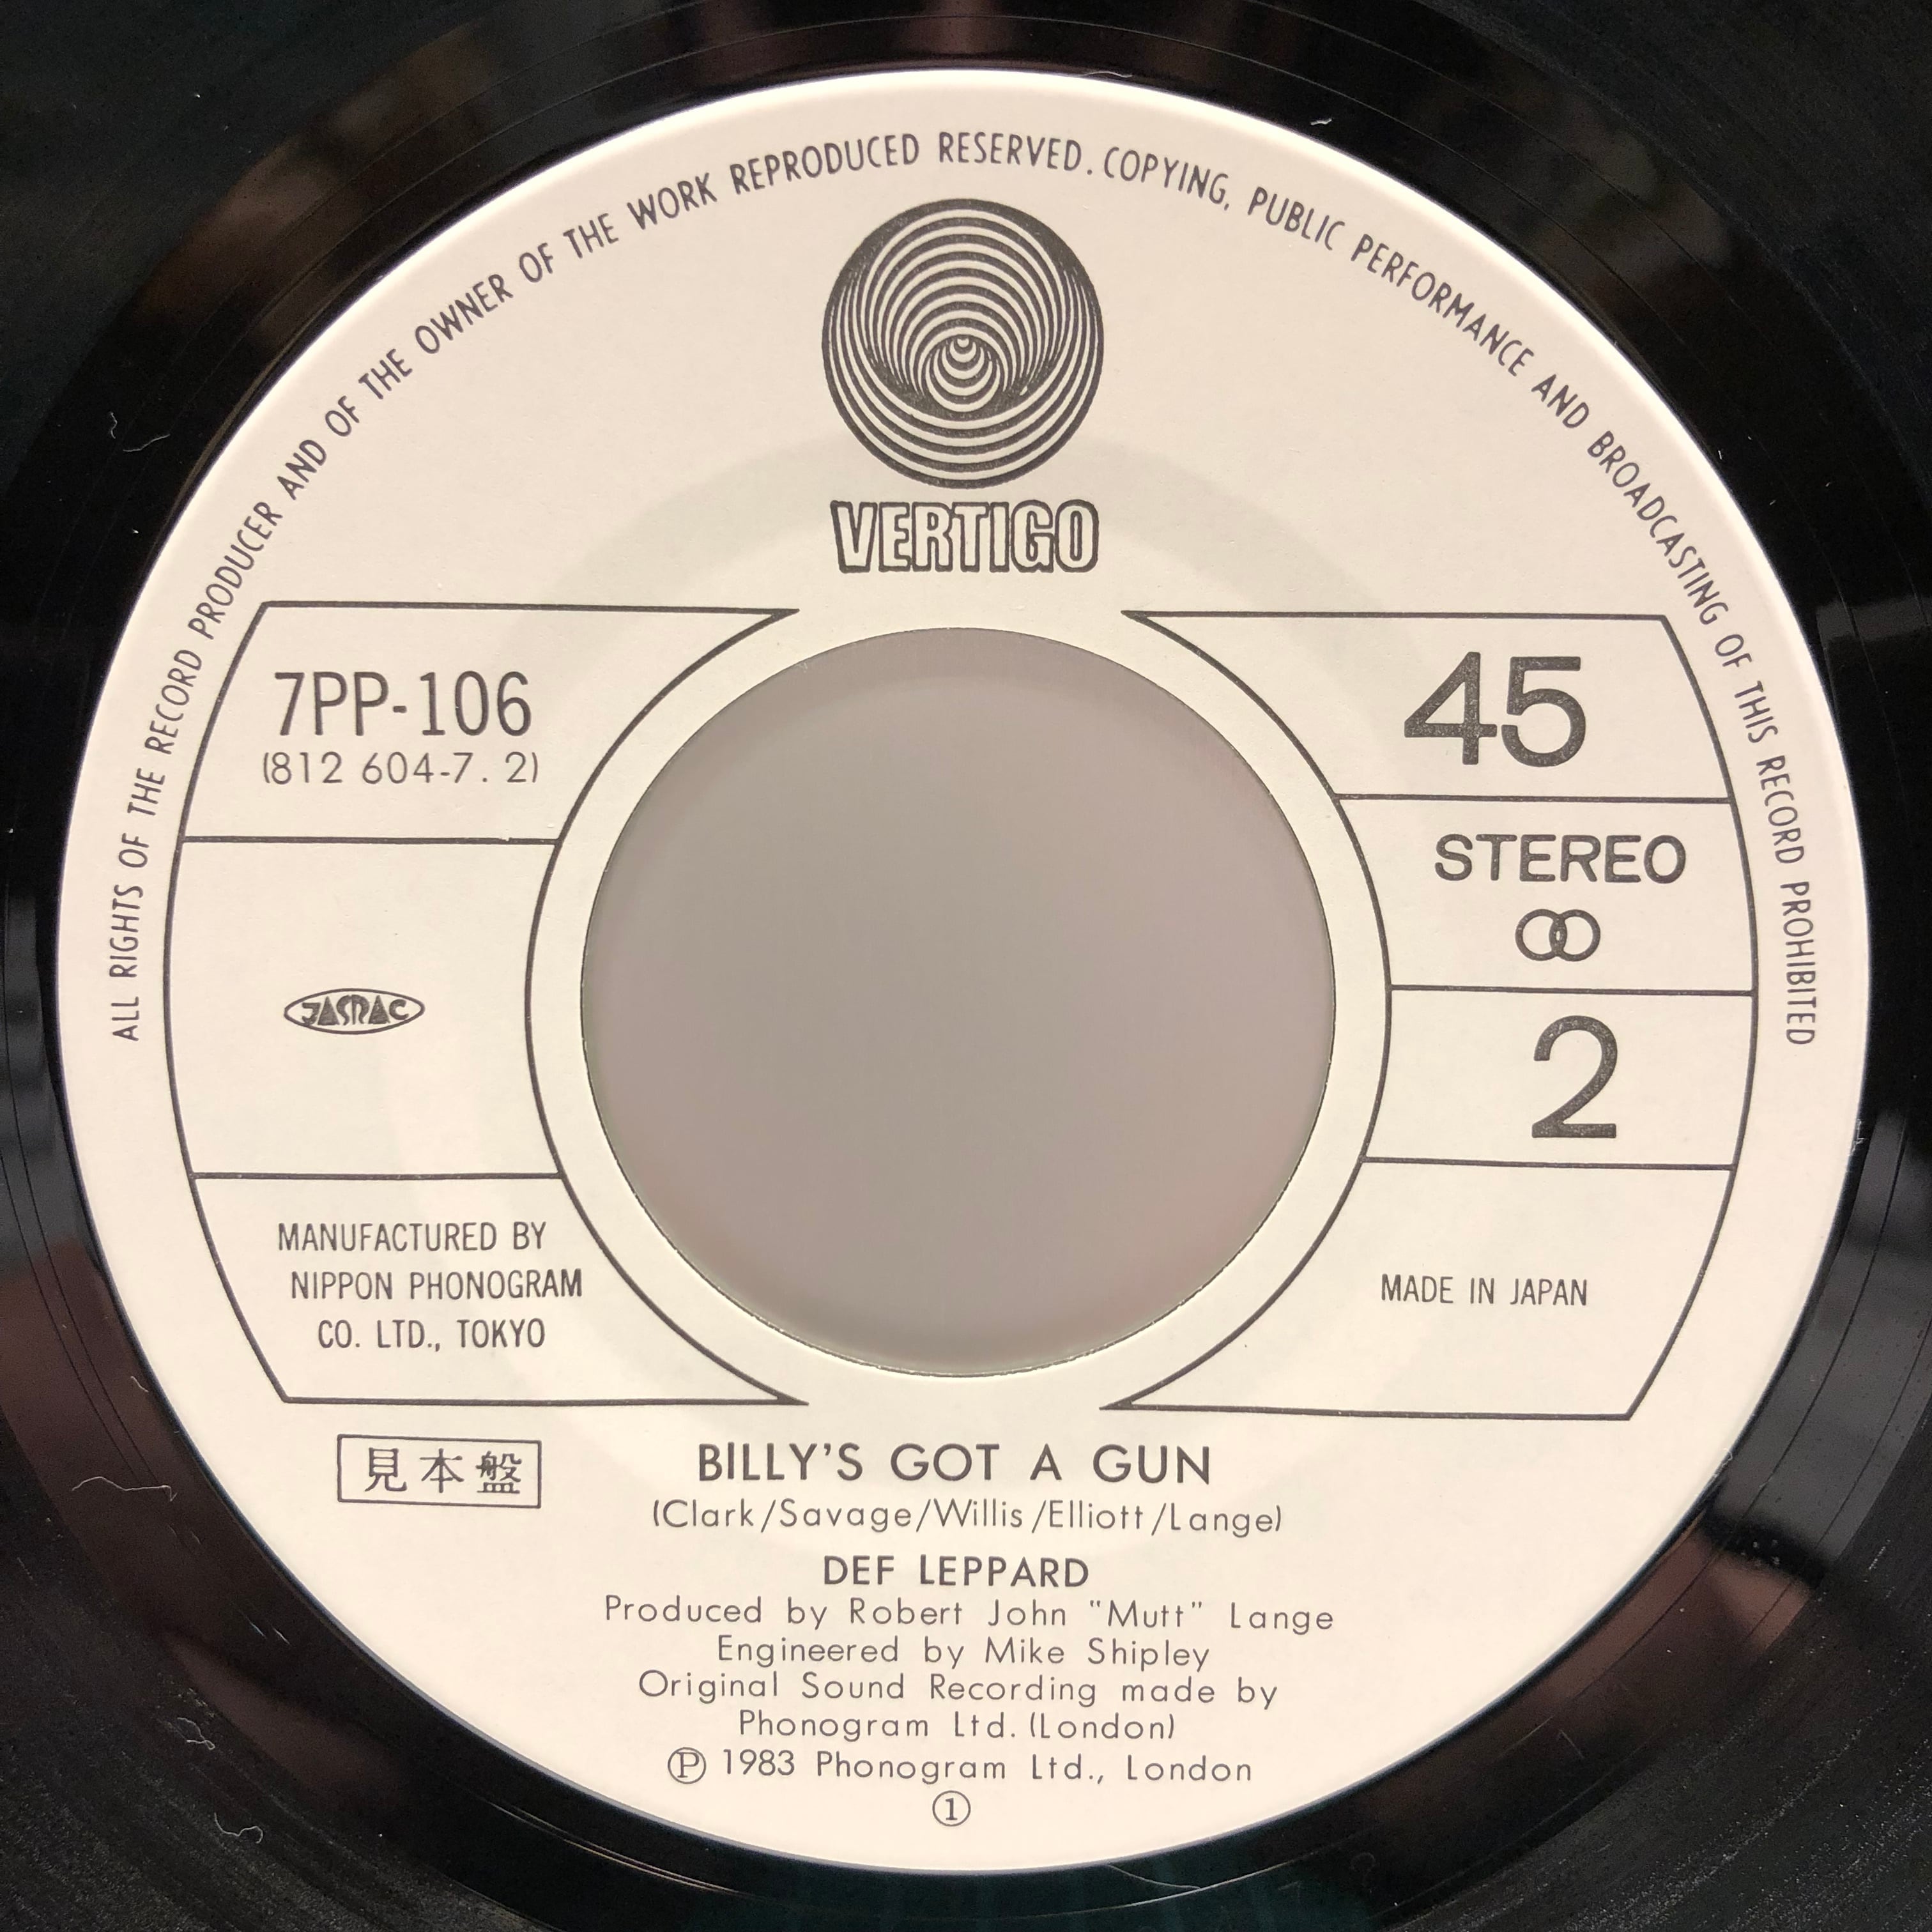 ALL RIGHTS OF THE RECORD PRODUCER AND OF THE OWNER OF THE WORK REPRODUCED RESERVED. COPYING, PUBLIC PERFORMANCE AND BROADCASTING OF THIS RECORD PROHIBITED
VERTIGO
7PP-106
(812 604-7. 2)
45
STEREO
JASRAC
2
MANUFACTURED BY
NIPPON PHONOGRAM
CO. LTD., TOKYO
MADE IN JAPAN
見本盤
BILLY'S GOT A GUN
(Clark/Savage/Willis/Elliott/Lange)
DEF LEPPARD
Produced by Robert John "Mutt" Lange
Engineered by Mike Shipley
Original Sound Recording made by
Phonogram Ltd. (London)
Ⓟ 1983 Phonogram Ltd., London
①